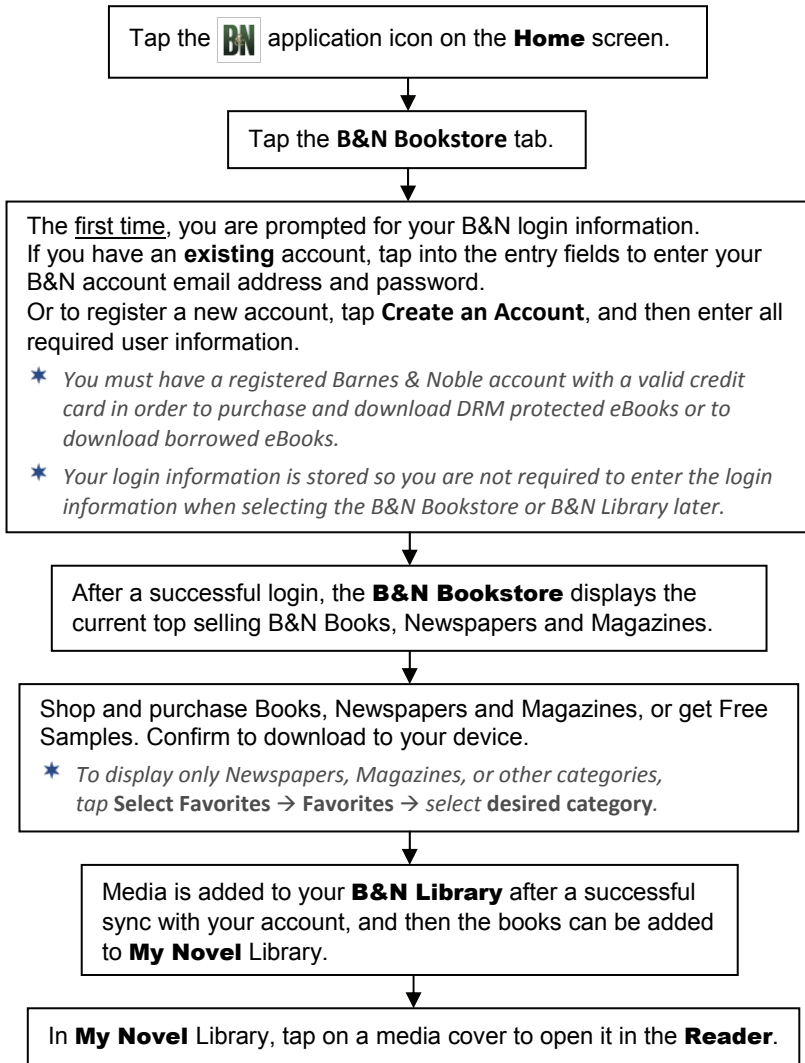 Tap the BN application icon on the Home screen.
Tap the B&N Bookstore tab.
The first time, you are prompted for your B&N login information.
If you have an existing account, tap into the entry fields to enter your
B&N account email address and password.
Or to register a new account, tap Create an Account, and then enter all
required user information.
✶ You must have a registered Barnes & Noble account with a valid credit
card in order to purchase and download DRM protected eBooks or to
download borrowed eBooks.
✶ Your login information is stored so you are not required to enter the login
information when selecting the B&N Bookstore or B&N Library later.
After a successful login, the B&N Bookstore displays the
current top selling B&N Books, Newspapers and Magazines.
Shop and purchase Books, Newspapers and Magazines, or get Free
Samples. Confirm to download to your device.
✶ To display only Newspapers, Magazines, or other categories,
tap Select Favorites → Favorites → select desired category.
Media is added to your B&N Library after a successful
sync with your account, and then the books can be added
to My Novel Library.
In My Novel Library, tap on a media cover to open it in the Reader.